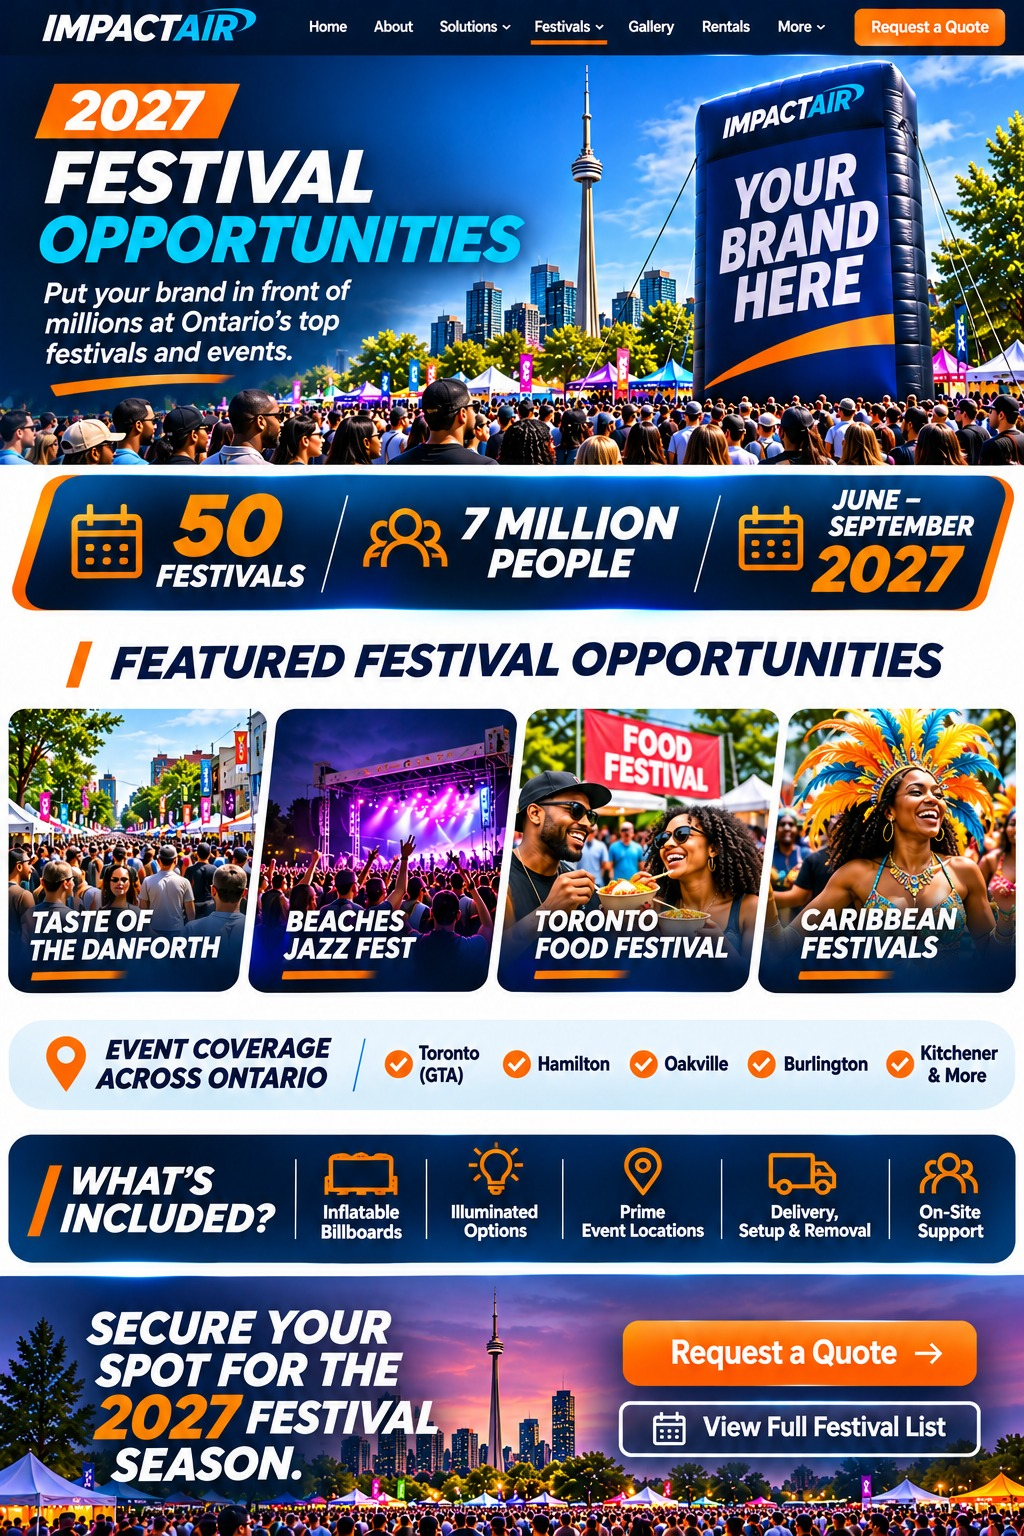 IMPACTAIR
Home About Solutions Festivals Gallery Rentals More Request a Quote
2027
FESTIVAL
OPPORTUNITIES
Put your brand in front of
millions at Ontario's top
festivals and events.
IMPACTAIR
YOUR
BRAND
HERE
50
FESTIVALS
7 MILLION
PEOPLE
JUNE –
SEPTEMBER
2027
FEATURED FESTIVAL OPPORTUNITIES
TASTE OF
THE DANFORTH
BEACHES
JAZZ FEST
FOOD
FESTIVAL
TORONTO
FOOD FESTIVAL
CARIBBEAN
FESTIVALS
EVENT COVERAGE
ACROSS ONTARIO
Toronto
(GTA)
Hamilton
Oakville
Burlington
Kitchener
& More
WHAT'S
INCLUDED?
Inflatable
Billboards
Illuminated
Options
Prime
Event Locations
Delivery,
Setup & Removal
On-Site
Support
SECURE YOUR
SPOT FOR THE
2027 FESTIVAL
SEASON.
Request a Quote →
View Full Festival List